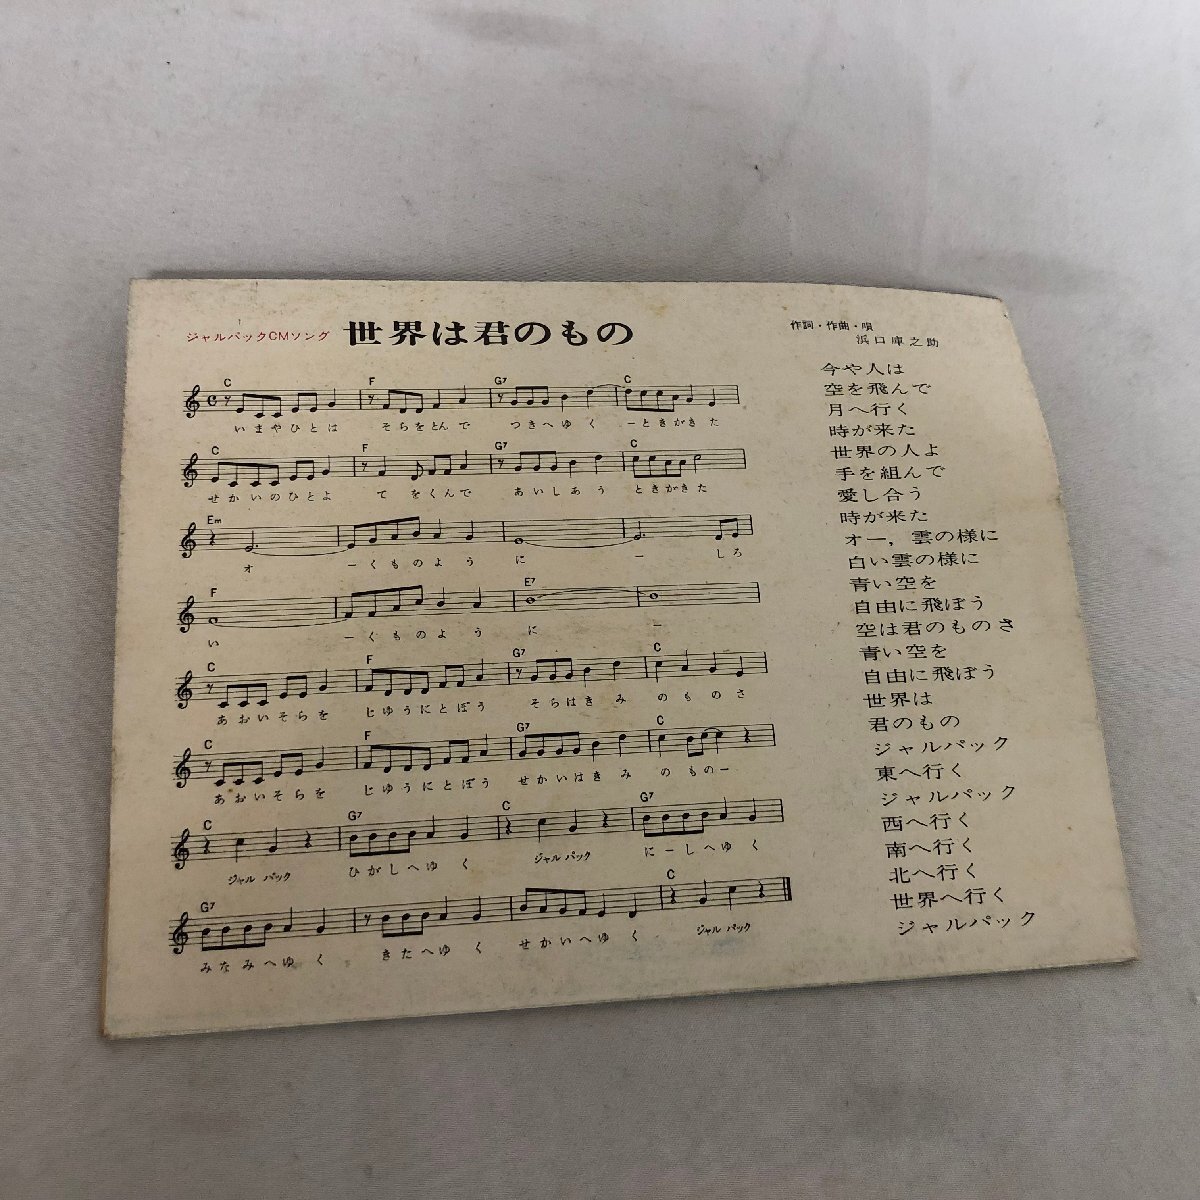 ジャルパックCMソング 世界は君のもの
作詞・作曲・唄
浜口庫之助
C F G7 C
いまやひとは そらをとんで つきへゆく ーときがきた
C F G7 C
せかいのひとよ てをくんで あいしあう ときがきた
Em
オ ーくものように ー しろ
F E7
い ーくものように ー
C F G7 C
あおいそらを じゆうにとぼう そらはきみ のものさ
C F G7 C
あおいそらを じゆうにとぼう せかいはきみ のものー
C G7 C G7
ジャル パック ひがしへゆく ジャル パック にーしへゆく
G7 C
みなみへゆく きたへゆく せかいへゆく ジャル パック
今や人は
空を飛んで
月へ行く
時が来た
世界の人よ
手を組んで
愛し合う
時が来た
オー，雲の様に
白い雲の様に
青い空を
自由に飛ぼう
空は君のものさ
青い空を
自由に飛ぼう
世界は
君のもの
ジャルパック
東へ行く
ジャルパック
西へ行く
南へ行く
北へ行く
世界へ行く
ジャルパック